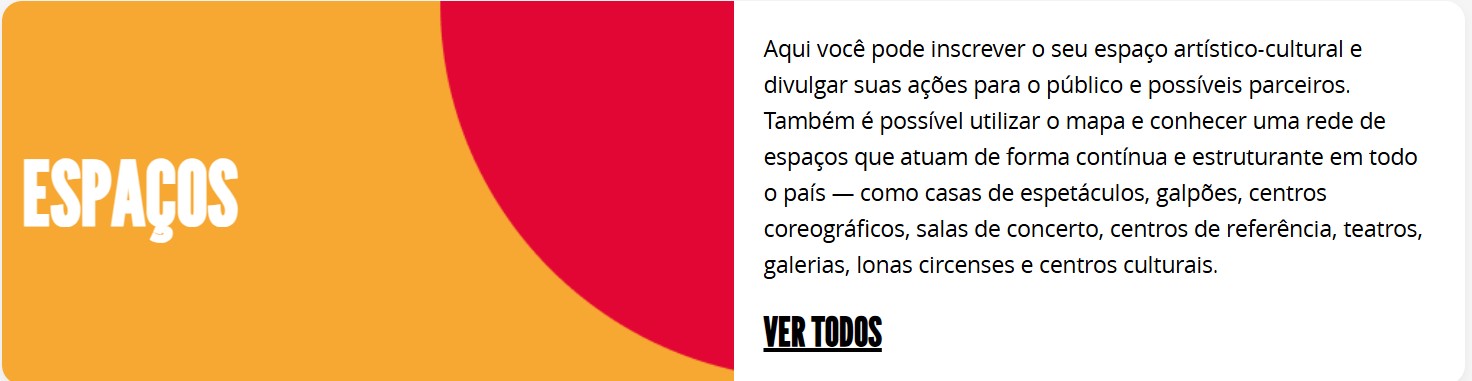 ESPAÇOS
Aqui você pode inscrever o seu espaço artístico-cultural e
divulgar suas ações para o público e possíveis parceiros.
Também é possível utilizar o mapa e conhecer uma rede de
espaços que atuam de forma contínua e estruturante em todo
o país — como casas de espetáculos, galpões, centros
coreográficos, salas de concerto, centros de referência, teatros,
galerias, lonas circenses e centros culturais.
VER TODOS